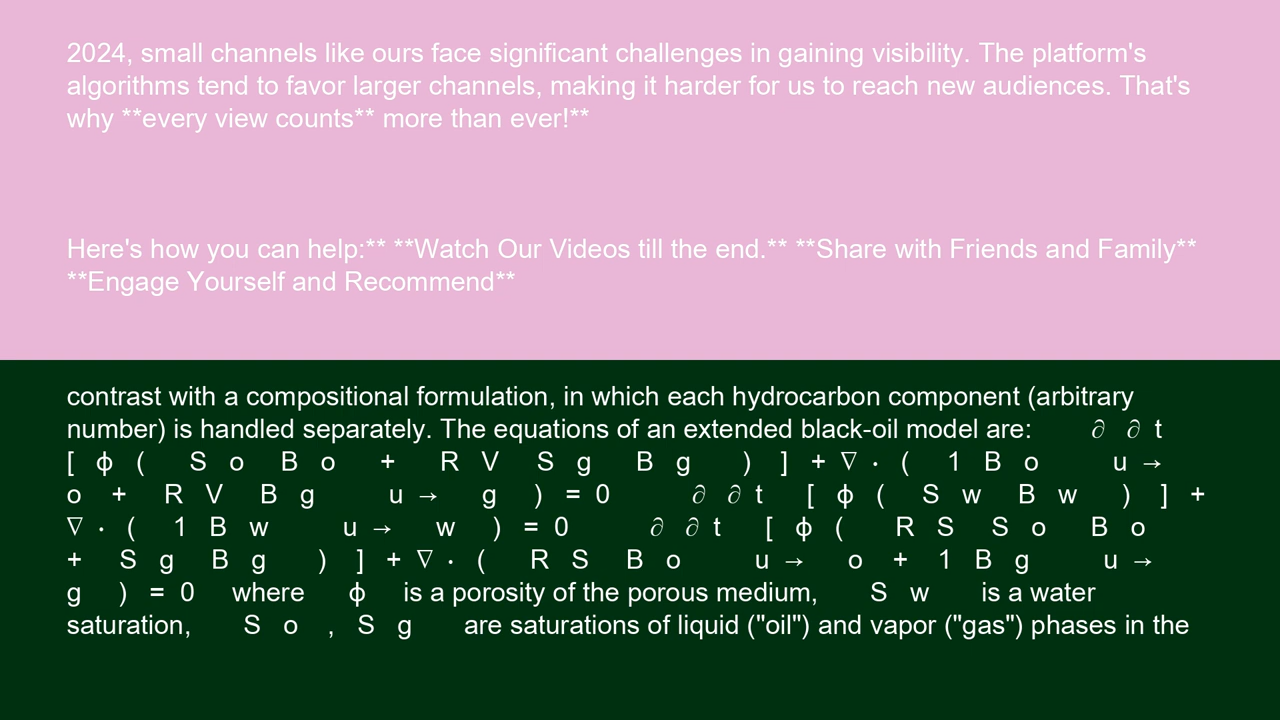 2024, small channels like ours face significant challenges in gaining visibility. The platform's
algorithms tend to favor larger channels, making it harder for us to reach new audiences. That's
why **every view counts** more than ever!**
Here's how you can help:** **Watch Our Videos till the end.** **Share with Friends and Family**
**Engage Yourself and Recommend**
contrast with a compositional formulation, in which each hydrocarbon component (arbitrary
number) is handled separately. The equations of an extended black-oil model are: ∂ ∂ t
[ ϕ ( S o B o + R V S g B g ) ] + ∇ ⋅ ( 1 B o u →
o + R V B g u → g ) = 0 ∂ ∂ t [ ϕ ( S w B w ) ] +
∇ ⋅ ( 1 B w u → w ) = 0 ∂ ∂ t [ ϕ ( R S S o B o
+ S g B g ) ] + ∇ ⋅ ( R S B o u → o + 1 B g u →
g ) = 0 where ϕ is a porosity of the porous medium, S w is a water
saturation, S o , S g are saturations of liquid ("oil") and vapor ("gas") phases in the